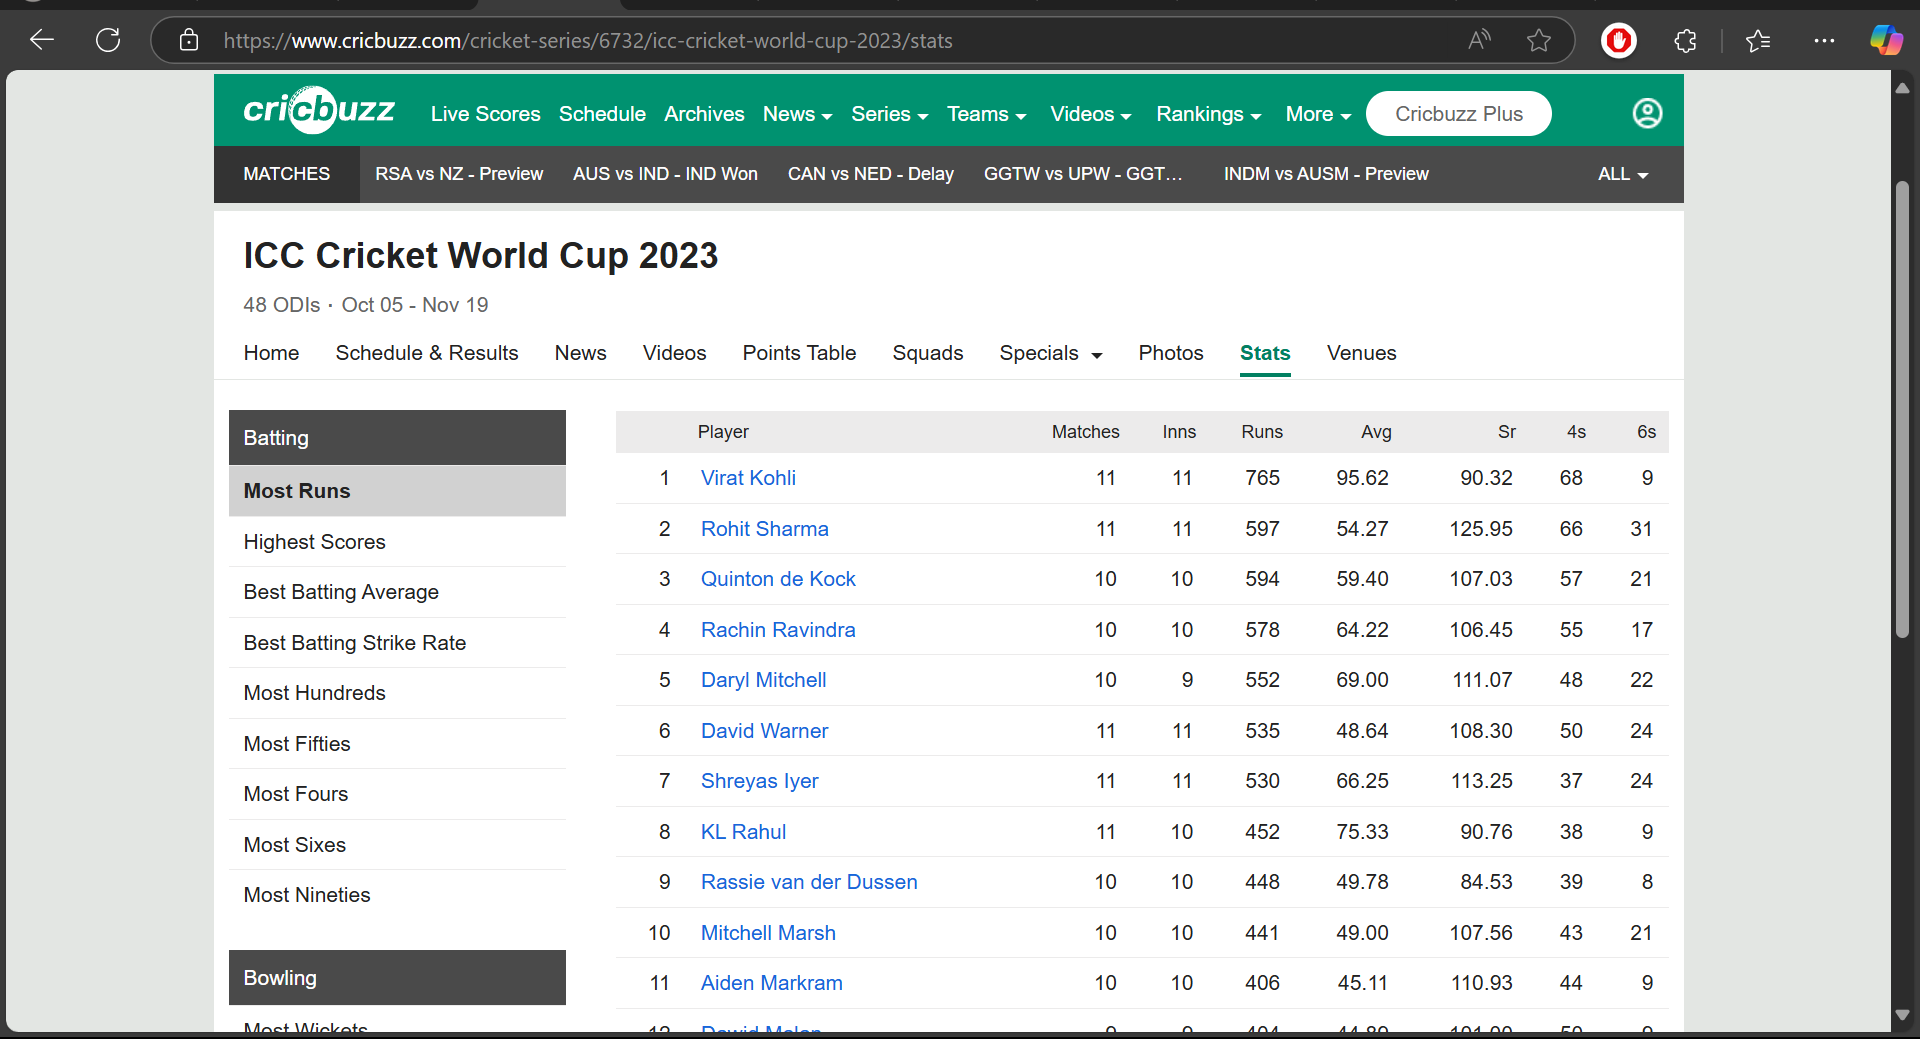 https://www.cricbuzz.com/cricket-series/6732/icc-cricket-world-cup-2023/stats
cricbuzz Live Scores Schedule Archives News Series Teams Videos Rankings More Cricbuzz Plus
MATCHES RSA vs NZ - Preview AUS vs IND - IND Won CAN vs NED - Delay GGTW vs UPW - GGT... INDM vs AUSM - Preview ALL
ICC Cricket World Cup 2023
48 ODIs · Oct 05 - Nov 19
Home Schedule & Results News Videos Points Table Squads Specials Photos Stats Venues
Batting
Most Runs
Highest Scores
Best Batting Average
Best Batting Strike Rate
Most Hundreds
Most Fifties
Most Fours
Most Sixes
Most Nineties
Bowling
Most Wickets
Player Matches Inns Runs Avg Sr 4s 6s
1 Virat Kohli 11 11 765 95.62 90.32 68 9
2 Rohit Sharma 11 11 597 54.27 125.95 66 31
3 Quinton de Kock 10 10 594 59.40 107.03 57 21
4 Rachin Ravindra 10 10 578 64.22 106.45 55 17
5 Daryl Mitchell 10 9 552 69.00 111.07 48 22
6 David Warner 11 11 535 48.64 108.30 50 24
7 Shreyas Iyer 11 11 530 66.25 113.25 37 24
8 KL Rahul 11 10 452 75.33 90.76 38 9
9 Rassie van der Dussen 10 10 448 49.78 84.53 39 8
10 Mitchell Marsh 10 10 441 49.00 107.56 43 21
11 Aiden Markram 10 10 406 45.11 110.93 44 9
12 Dawid Malan 9 9 404 44.89 101.00 50 9